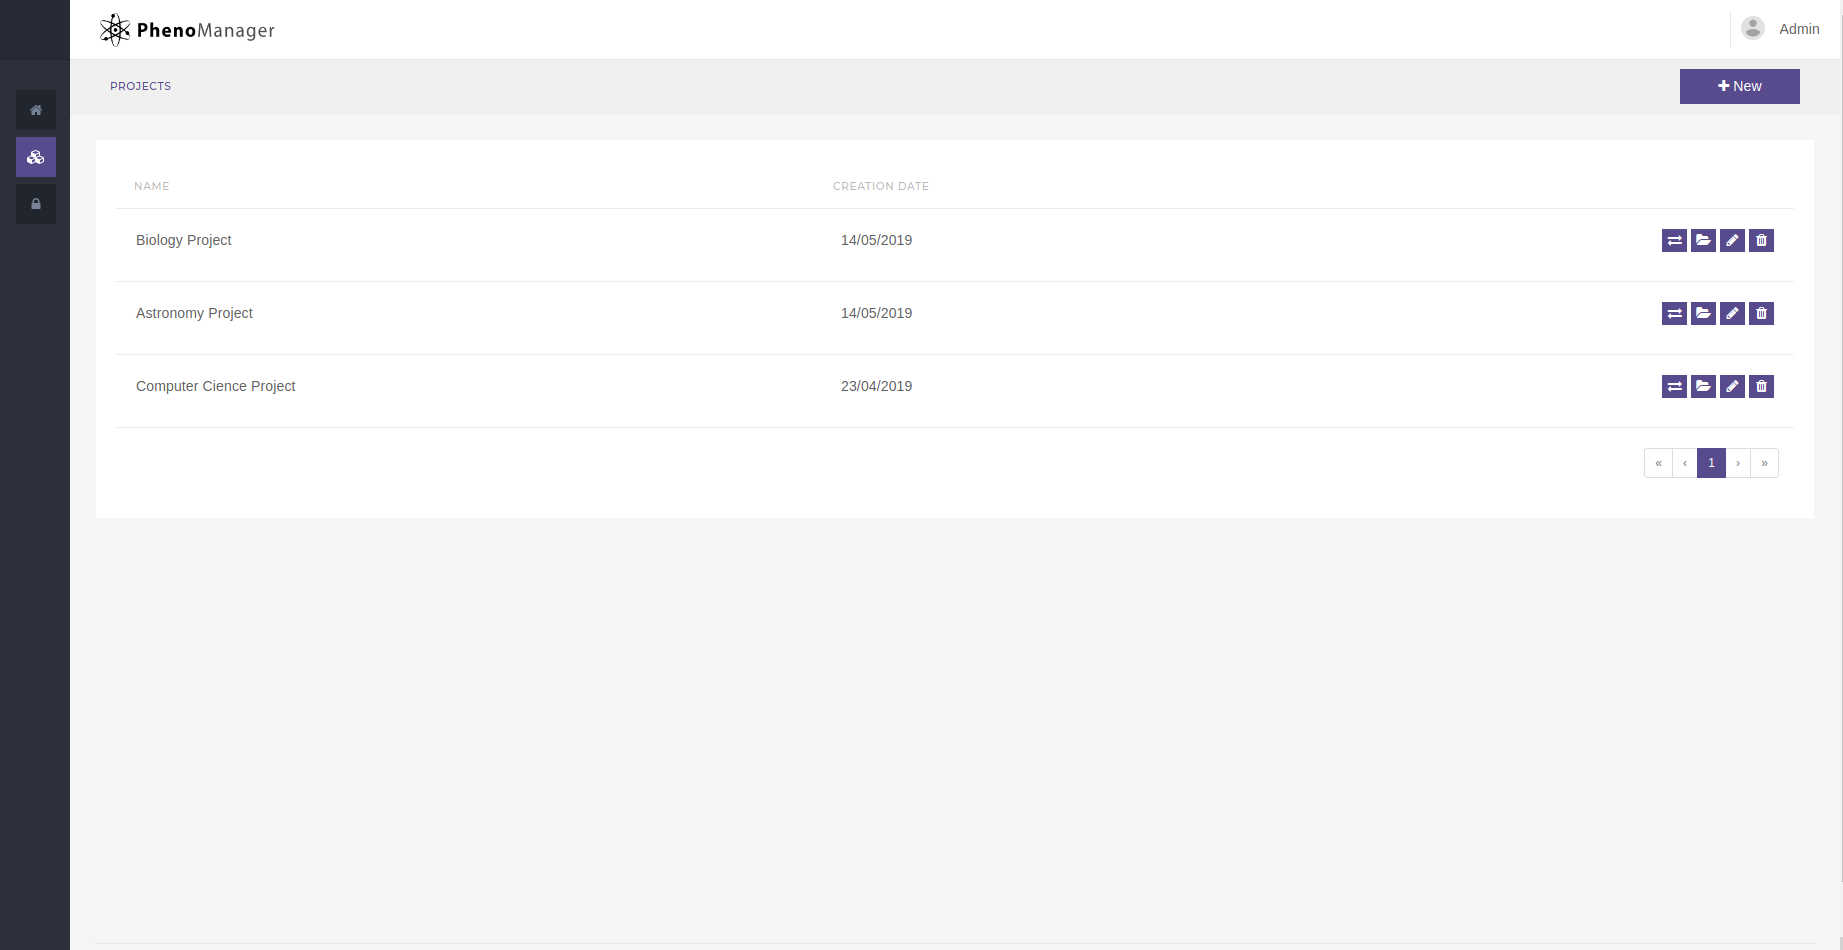 PhenoManager
Admin
PROJECTS
New
NAME CREATION DATE
Biology Project 14/05/2019
Astronomy Project 14/05/2019
Computer Cience Project 23/04/2019
« ‹ 1 › »